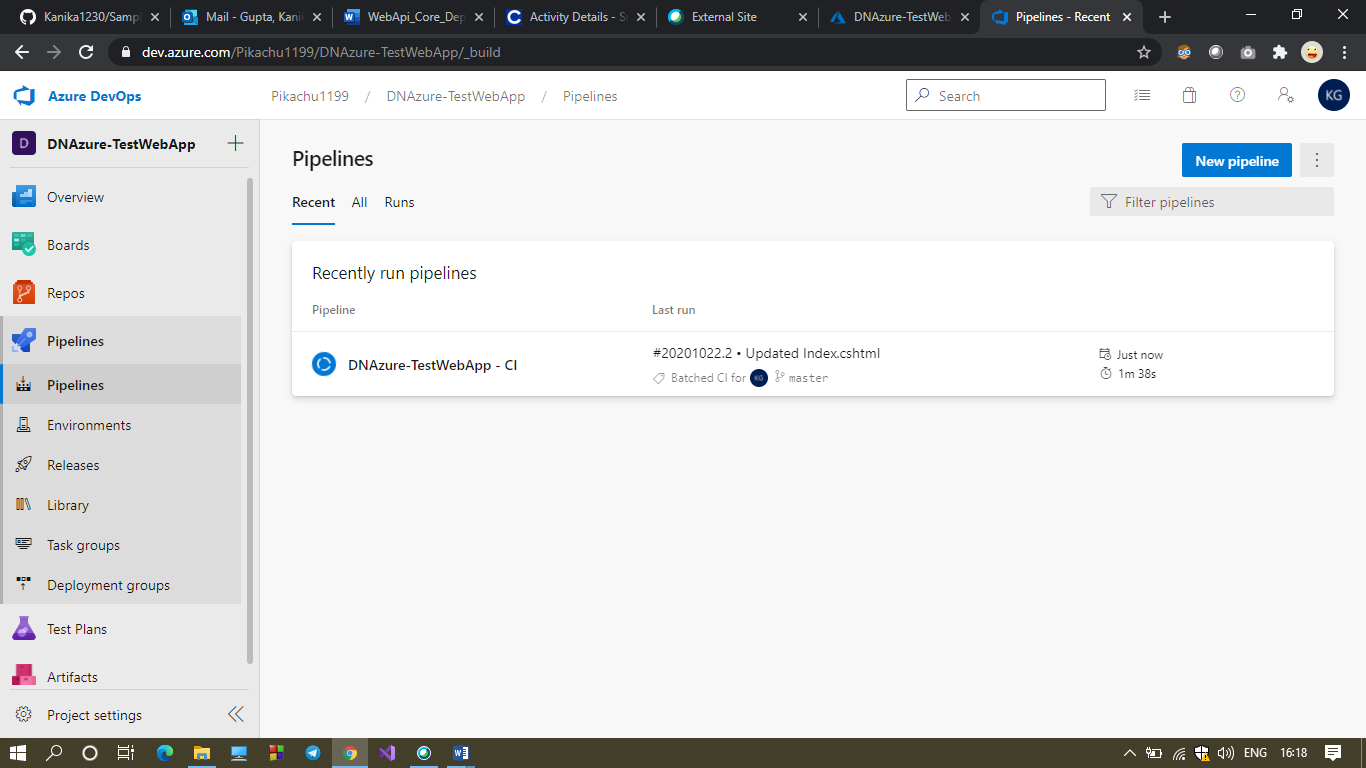 Kanika1230/Sampl
Mail - Gupta, Kanik
WebApi_Core_Dep
Activity Details - S
External Site
DNAzure-TestWeb
Pipelines - Recent
dev.azure.com/Pikachu1199/DNAzure-TestWebApp/_build
Azure DevOps
Pikachu1199 / DNAzure-TestWebApp / Pipelines
Search
KG
D DNAzure-TestWebApp
Overview
Boards
Repos
Pipelines
Pipelines
Environments
Releases
Library
Task groups
Deployment groups
Test Plans
Artifacts
Project settings
Pipelines
New pipeline
Recent All Runs
Filter pipelines
Recently run pipelines
Pipeline Last run
DNAzure-TestWebApp - CI
#20201022.2 • Updated Index.cshtml
Batched CI for KG master
Just now
1m 38s
ENG 16:18